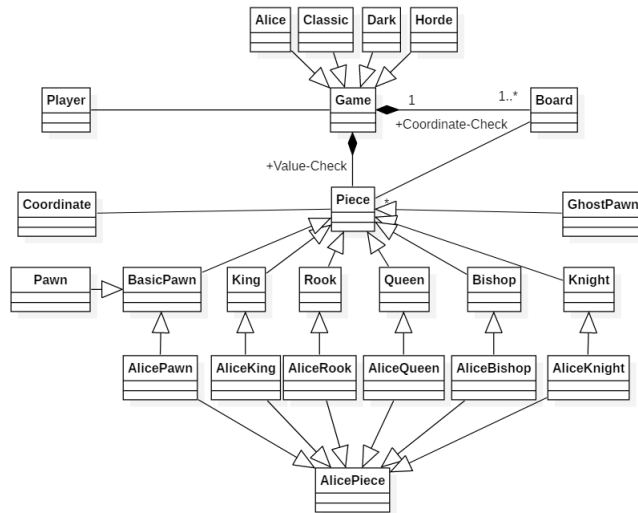 Alice Classic Dark Horde
Player Game 1 1..* Board
+Coordinate-Check
+Value-Check
Coordinate Piece * GhostPawn
Pawn BasicPawn King Rook Queen Bishop Knight
AlicePawn AliceKing AliceRook AliceQueen AliceBishop AliceKnight
AlicePiece